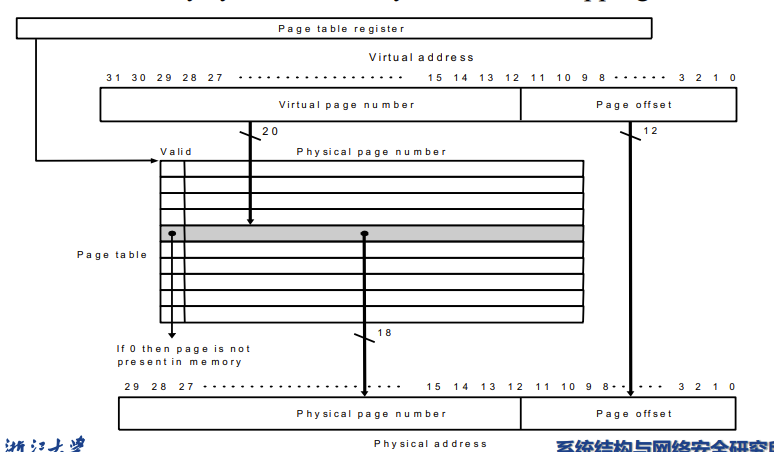 Page table register
Virtual address
31 30 29 28 27 ··················· 15 14 13 12 11 10 9 8 ······ 3 2 1 0
Virtual page number Page offset
20 12
Valid Physical page number
Page table
18
If 0 then page is not
present in memory
29 28 27 ······················ 15 14 13 12 11 10 9 8 ······ 3 2 1 0
Physical page number Page offset
Physical address
浙江大学
系统结构与网络安全研究所